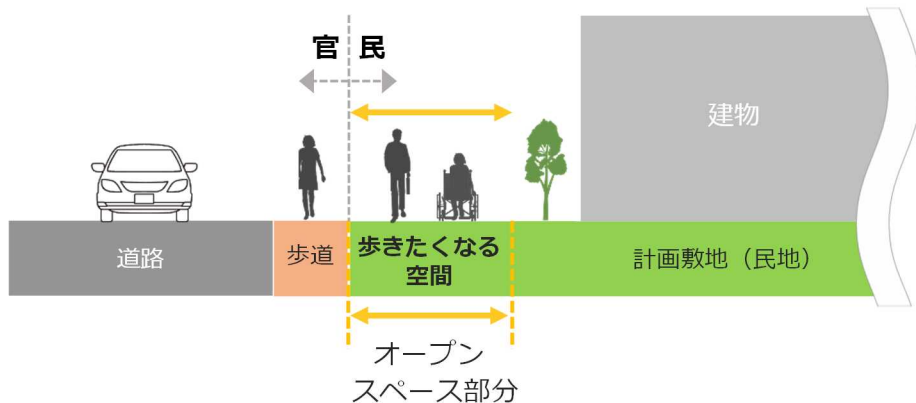 官 民
建物
道路
歩道
歩きたくなる
空間
計画敷地（民地）
オープン
スペース部分